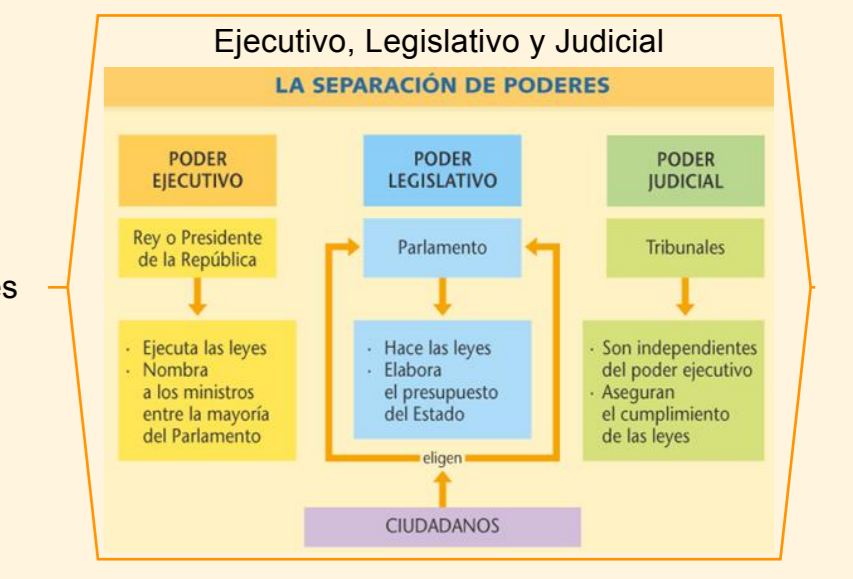 Ejecutivo, Legislativo y Judicial
LA SEPARACIÓN DE PODERES
PODER
EJECUTIVO
Rey o Presidente
de la República
· Ejecuta las leyes
· Nombra
a los ministros
entre la mayoría
del Parlamento
PODER
LEGISLATIVO
Parlamento
· Hace las leyes
· Elabora
el presupuesto
del Estado
PODER
JUDICIAL
Tribunales
· Son independientes
del poder ejecutivo
· Aseguran
el cumplimiento
de las leyes
eligen
CIUDADANOS